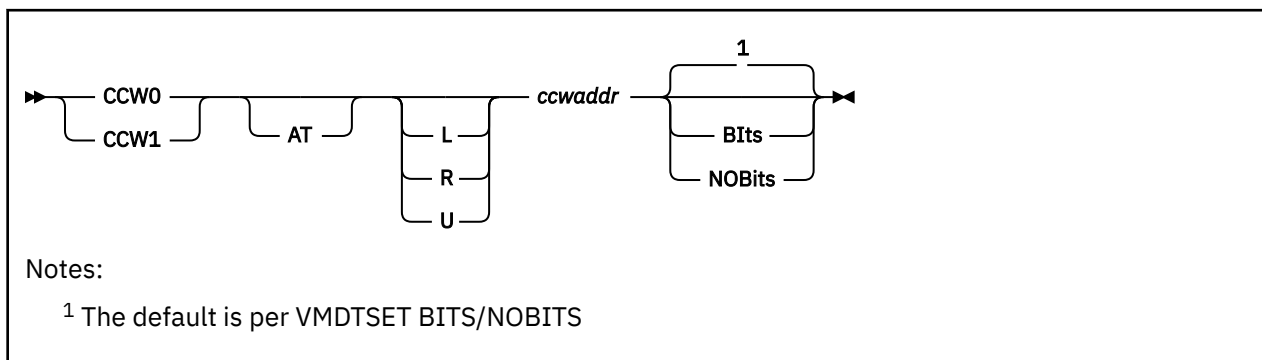 1
CCW0 AT L ccwaddr BIts
CCW1 R NOBits
U
Notes:
1 The default is per VMDTSET BITS/NOBITS